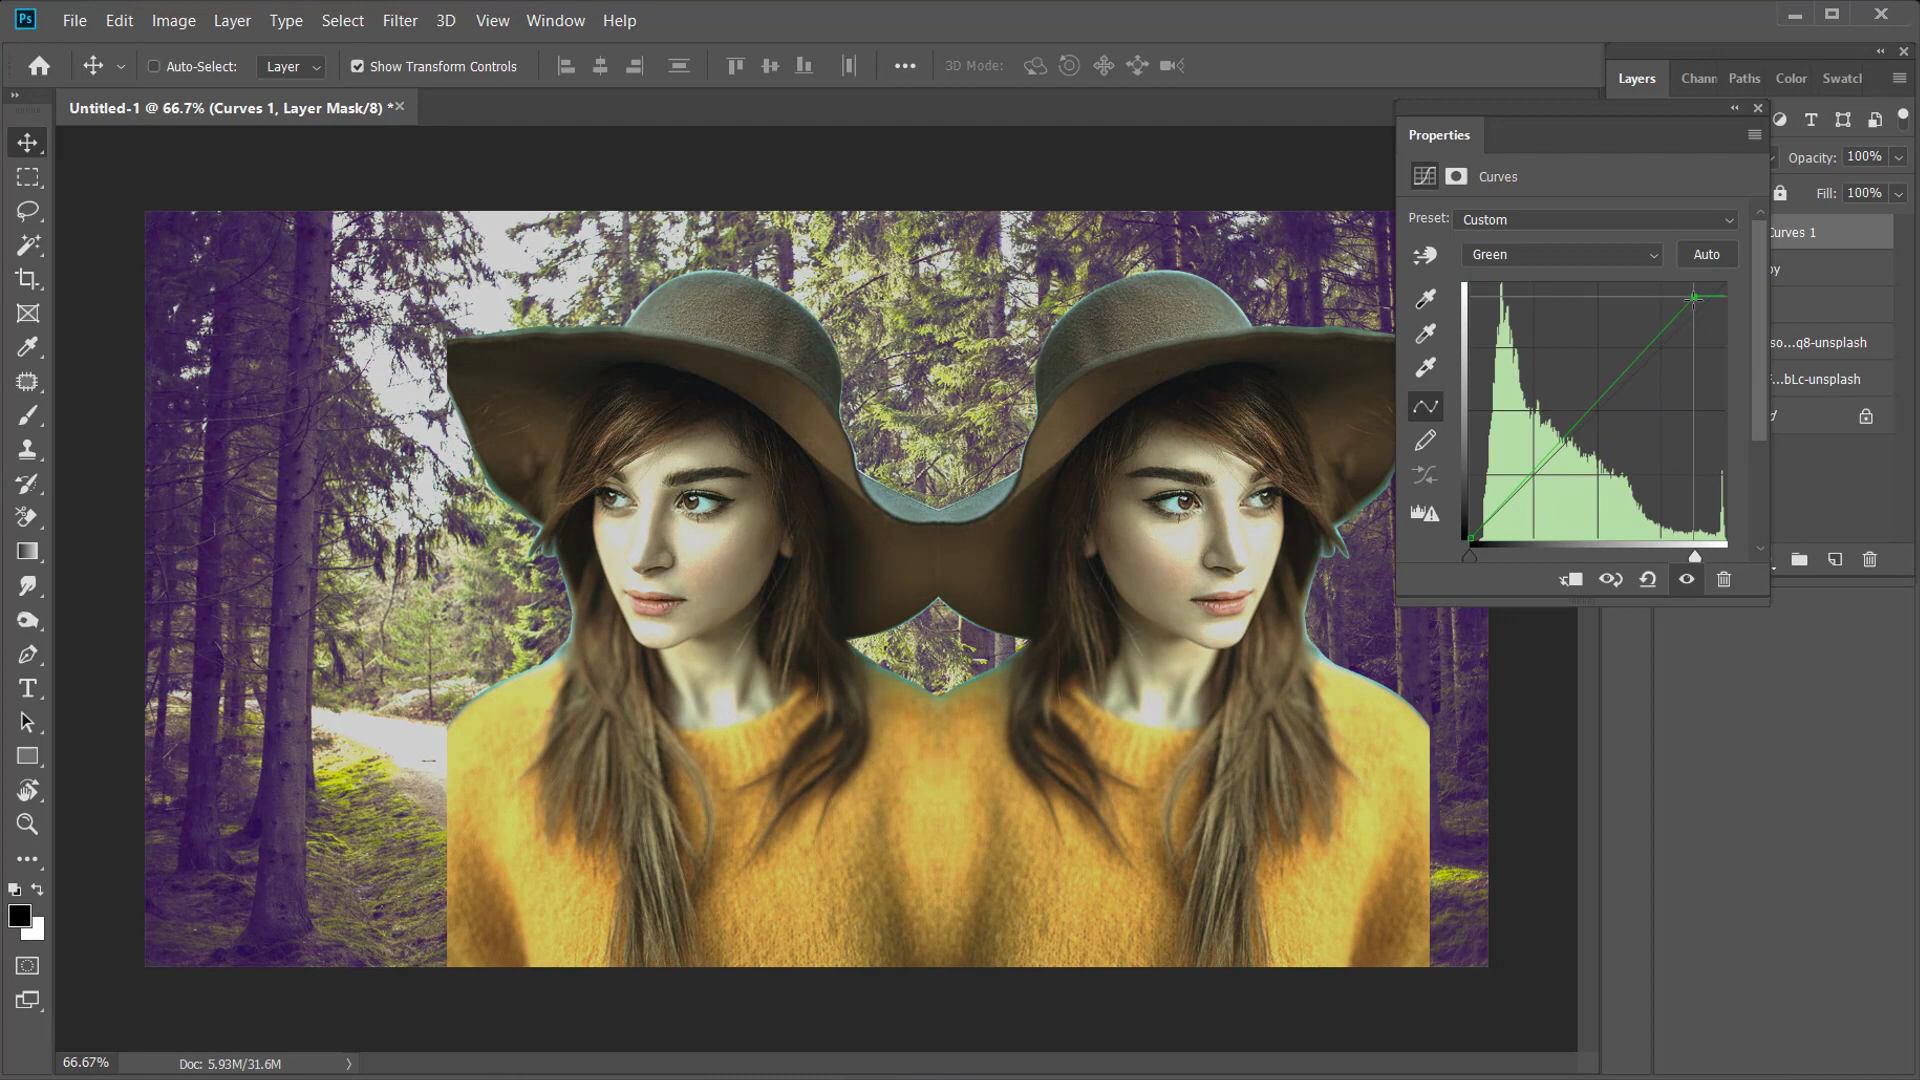 Ps File Edit Image Layer Type Select Filter 3D View Window Help
Auto-Select: Layer Show Transform Controls 3D Mode:
Layers Chann Paths Color Swatcl
Untitled-1 @ 66.7% (Curves 1, Layer Mask/8) *
Properties
Opacity: 100%
Curves
Fill: 100%
Preset: Custom
Curves 1
Green Auto
py
so...q8-unsplash
...bLc-unsplash
d
66.67% Doc: 5.93M/31.6M